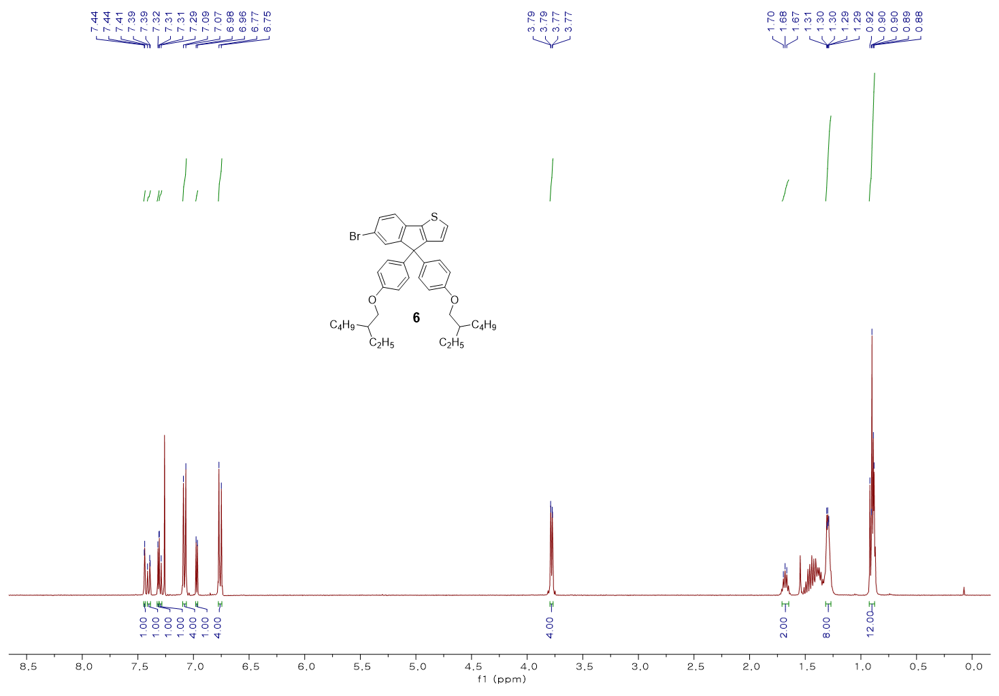 7.44 7.44 7.41 7.39 7.39 7.32 7.31 7.31 7.29 7.09 7.07 6.98 6.96 6.77 6.75 3.79 3.79 3.77 3.77 1.70 1.68 1.67 1.31 1.30 1.30 1.29 1.29 0.92 0.90 0.90 0.89 0.88
S
Br
O O
6
C4H9 C4H9
C2H5 C2H5
1.00 1.00 1.00 1.00 4.00 1.00 4.00 4.00 2.00 8.00 12.00
8.5 8.0 7.5 7.0 6.5 6.0 5.5 5.0 4.5 4.0 3.5 3.0 2.5 2.0 1.5 1.0 0.5 0.0
f1 (ppm)